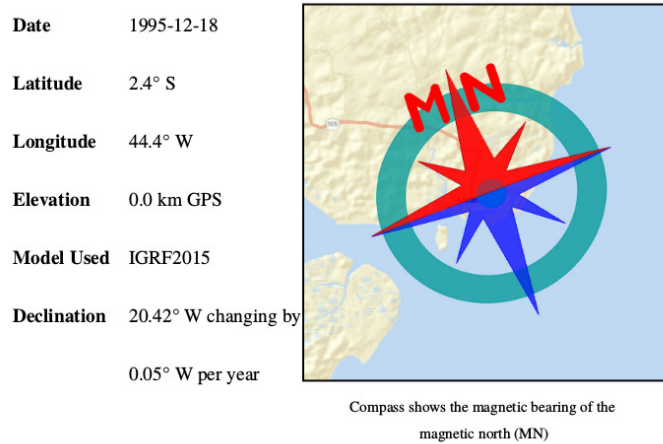 Date 1995-12-18
Latitude 2.4° S
Longitude 44.4° W
Elevation 0.0 km GPS
Model Used IGRF2015
Declination 20.42° W changing by
0.05° W per year
MN
106
Compass shows the magnetic bearing of the
magnetic north (MN)